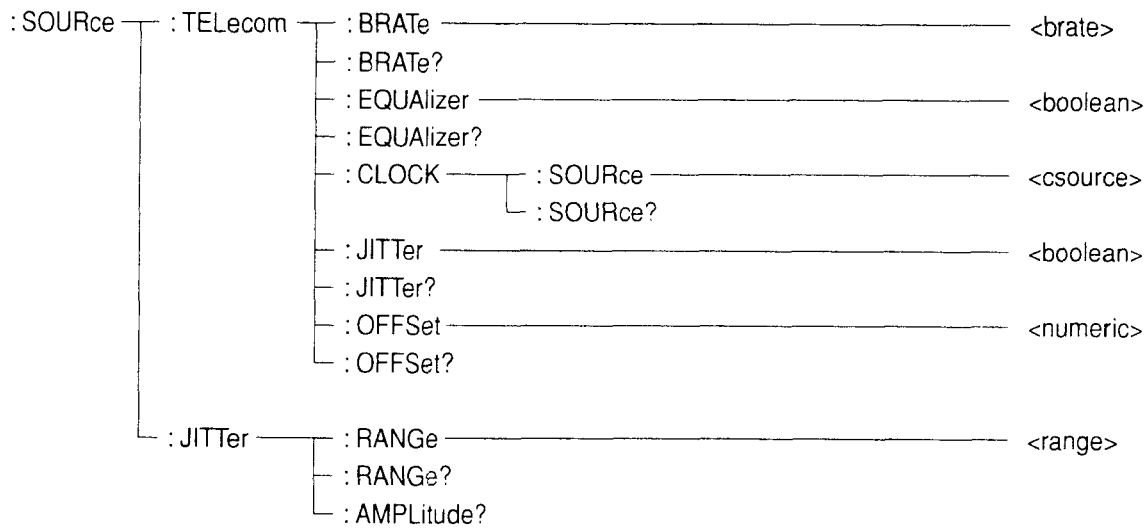 : SOURce : TELecom : BRATe <brate>
: BRATe?
: EQUAlizer <boolean>
: EQUAlizer?
: CLOCK : SOURce <csource>
: SOURce?
: JITTer <boolean>
: JITTer?
: OFFSet <numeric>
: OFFSet?
: JITTer : RANGe <range>
: RANGe?
: AMPLitude?